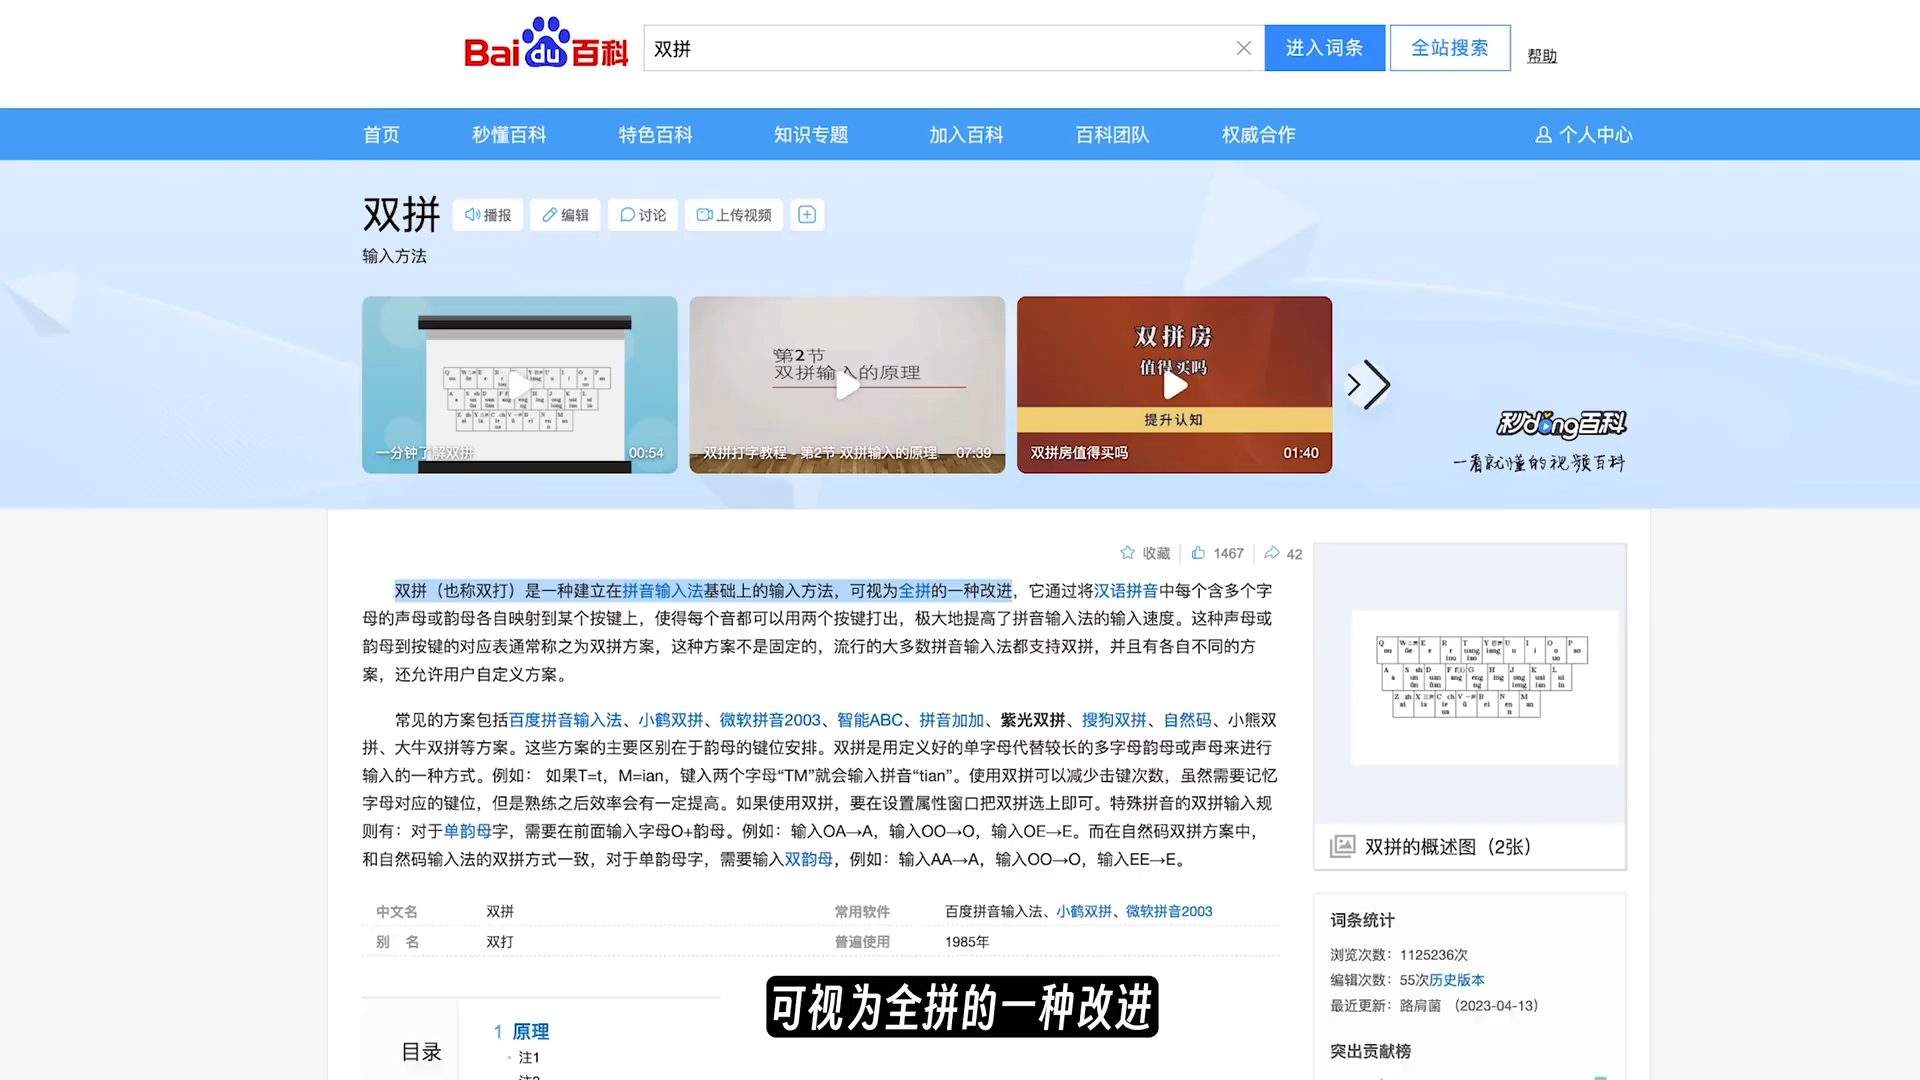 Baidu百科
双拼
进入词条
全站搜索
帮助
首页
秒懂百科
特色百科
知识专题
加入百科
百科团队
权威合作
个人中心
双拼
播报
编辑
讨论
上传视频
输入方法
一分钟了解双拼
00:54
第2节
双拼输入的原理
双拼打字教程 - 第2节 双拼输入的原理
07:39
双拼房
值得买吗
提升认知
双拼房值得买吗
01:40
秒dong百科
一看就懂的视频百科
收藏
1467
42
双拼（也称双打）是一种建立在拼音输入法基础上的输入方法，可视为全拼的一种改进，它通过将汉语拼音中每个含多个字
母的声母或韵母各自映射到某个按键上，使得每个音都可以用两个按键打出，极大地提高了拼音输入法的输入速度。这种声母或
韵母到按键的对应表通常称之为双拼方案，这种方案不是固定的，流行的大多数拼音输入法都支持双拼，并且有各自不同的方
案，还允许用户自定义方案。
常见的方案包括百度拼音输入法、小鹤双拼、微软拼音2003、智能ABC、拼音加加、紫光双拼、搜狗双拼、自然码、小熊双
拼、大牛双拼等方案。这些方案的主要区别在于韵母的键位安排。双拼是用定义好的单字母代替较长的多字母韵母或声母来进行
输入的一种方式。例如： 如果T=t，M=ian，键入两个字母“TM”就会输入拼音“tian”。使用双拼可以减少击键次数，虽然需要记忆
字母对应的键位，但是熟练之后效率会有一定提高。如果使用双拼，要在设置属性窗口把双拼选上即可。特殊拼音的双拼输入规
则有：对于单韵母字，需要在前面输入字母O+韵母。例如：输入OA→A，输入OO→O，输入OE→E。而在自然码双拼方案中，
和自然码输入法的双拼方式一致，对于单韵母字，需要输入双韵母，例如：输入AA→A，输入OO→O，输入EE→E。
双拼的概述图（2张）
中文名 双拼 常用软件 百度拼音输入法、小鹤双拼、微软拼音2003
别 名 双打 普遍使用 1985年
词条统计
浏览次数：1125236次
编辑次数：55次历史版本
最近更新：路肩菌 （2023-04-13）
突出贡献榜
可视为全拼的一种改进
目录
1 原理
注1